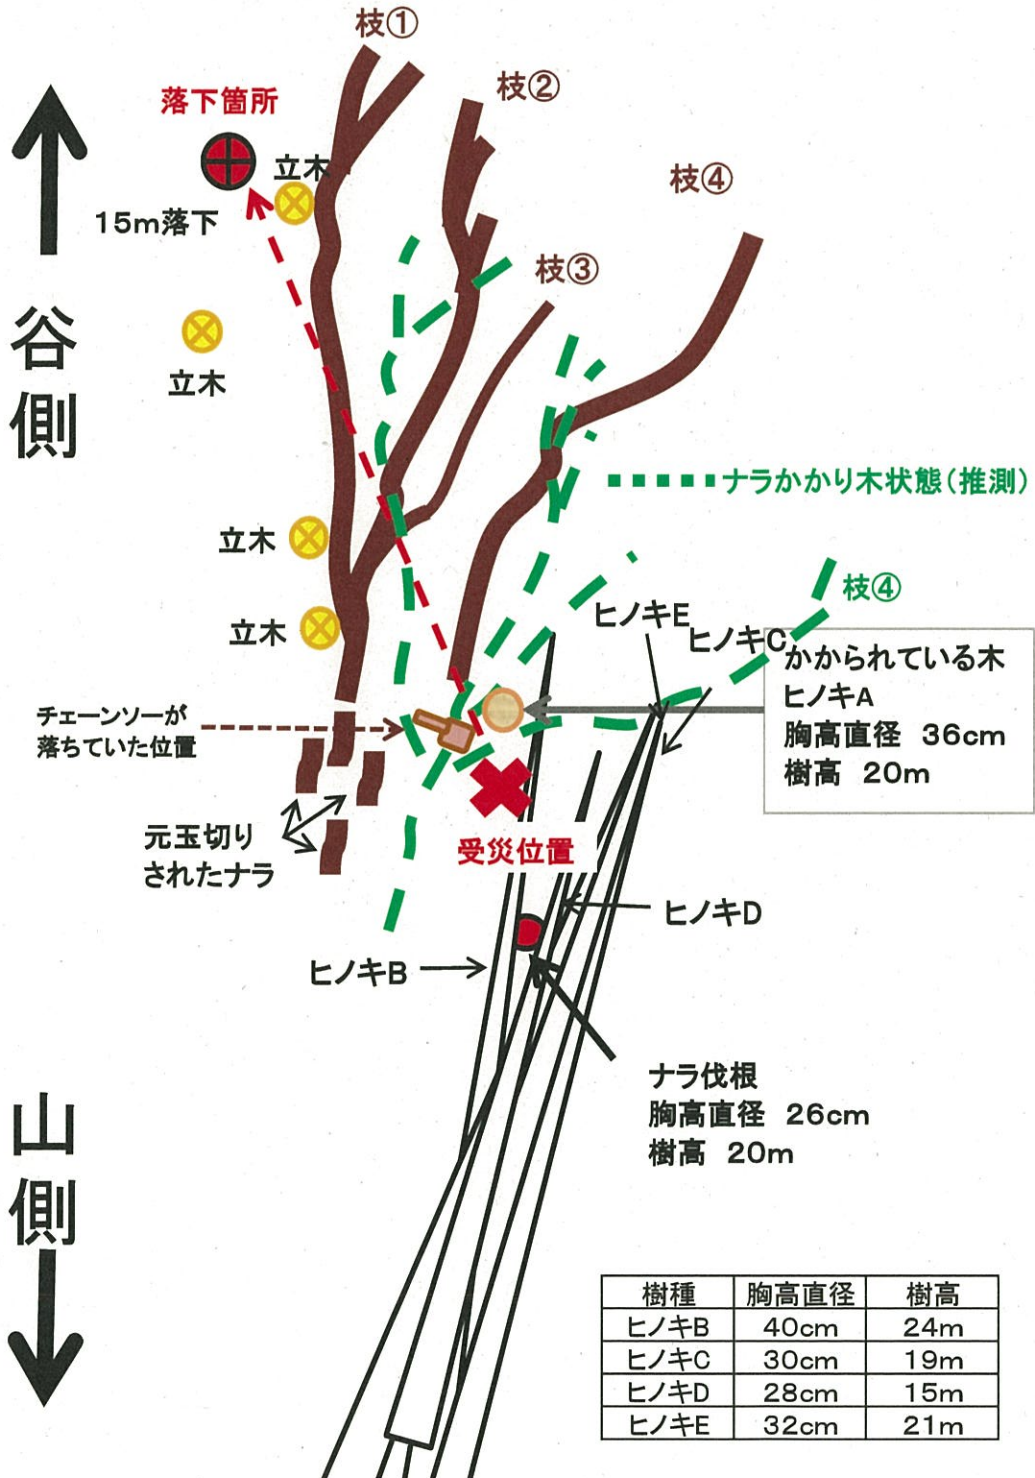 枝①
枝②
落下箇所
立木
枝④
15m落下
谷側
枝③
立木
ナラかかり木状態(推測)
立木
枝④
ヒノキE
立木
ヒノキC
かかられている木
ヒノキA
胸高直径 36cm
樹高 20m
チェーンソーが
落ちていた位置
元玉切り
されたナラ
受災位置
ヒノキD
ヒノキB
ナラ伐根
胸高直径 26cm
樹高 20m
山側
樹種 胸高直径 樹高
ヒノキB 40cm 24m
ヒノキC 30cm 19m
ヒノキD 28cm 15m
ヒノキE 32cm 21m